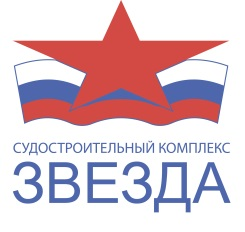 СУДОСТРОИТЕЛЬНЫЙ КОМПЛЕКС
ЗВЕЗДА